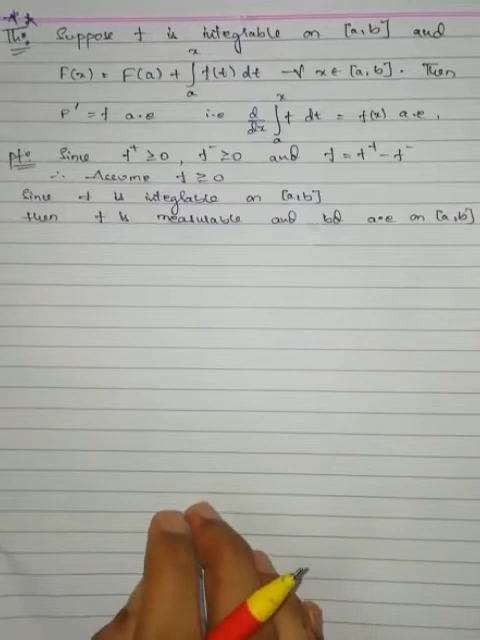 **
Th: Suppose f is integrable on [a,b] and
F(x) = F(a) + ∫ₐˣ f(t) dt ∀ x ∈ [a,b]. Then
F' = f a.e i.e d/dx ∫ₐˣ f dt = f(x) a.e.
pf: Since f⁺ ≥ 0, f⁻ ≥ 0 and f = f⁺ - f⁻
∴ Assume f ≥ 0
Since f is integrable on [a,b]
then f is measurable and bd a.e on [a,b]